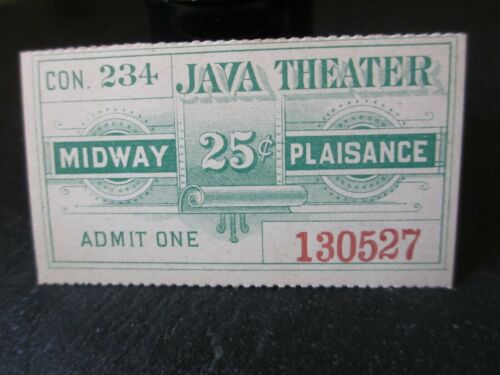 CON. 234 JAVA THEATER
MIDWAY 25¢ PLAISANCE
ADMIT ONE 130527